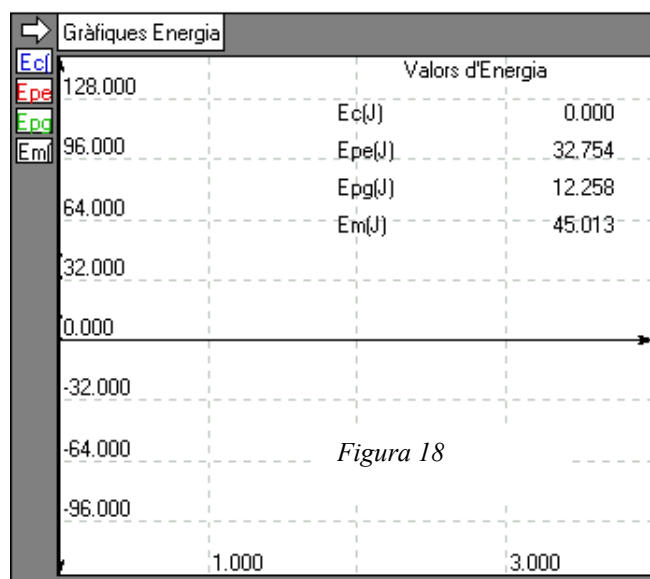 Gràfiques Energia
Ec(
Epe
Epg
Em(
Valors d'Energia
128.000
Ec(J) 0.000
96.000
Epe(J) 32.754
Epg(J) 12.258
64.000
Em(J) 45.013
32.000
0.000
-32.000
-64.000
Figura 18
-96.000
1.000 3.000